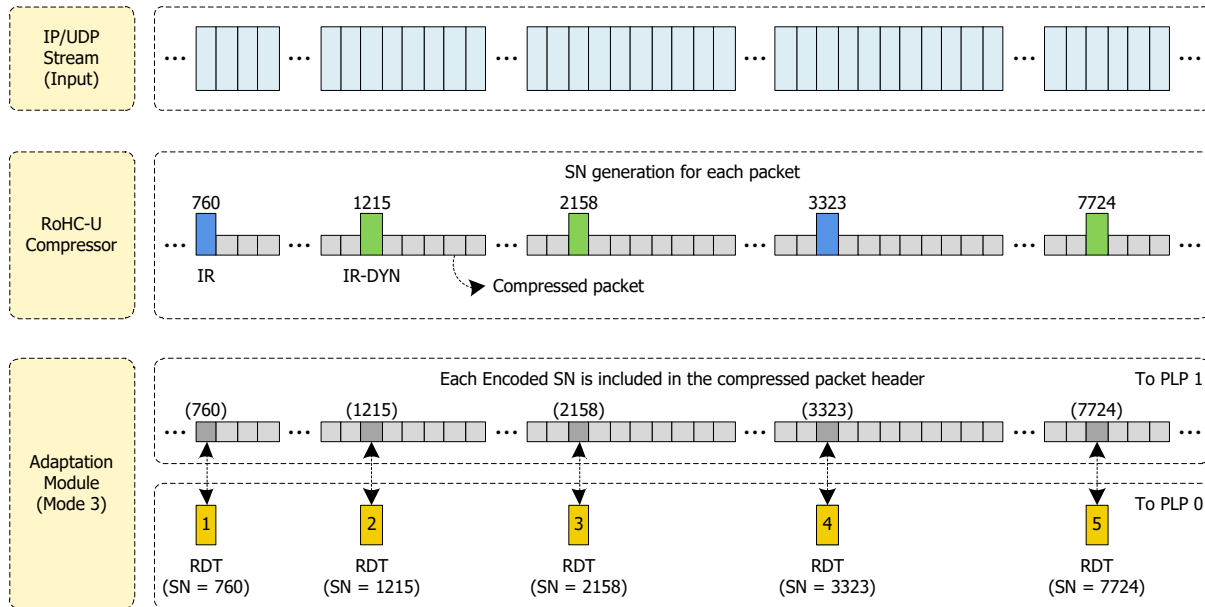 IP/UDP
Stream
(Input)
... ... ... ... ... ...
RoHC-U
Compressor
SN generation for each packet
760 1215 2158 3323 7724
... ... ... ... ... ...
IR IR-DYN
Compressed packet
Adaptation
Module
(Mode 3)
Each Encoded SN is included in the compressed packet header
To PLP 1
(760) (1215) (2158) (3323) (7724)
... ... ... ... ... ...
To PLP 0
1 2 3 4 5
RDT RDT RDT RDT RDT
(SN = 760) (SN = 1215) (SN = 2158) (SN = 3323) (SN = 7724)